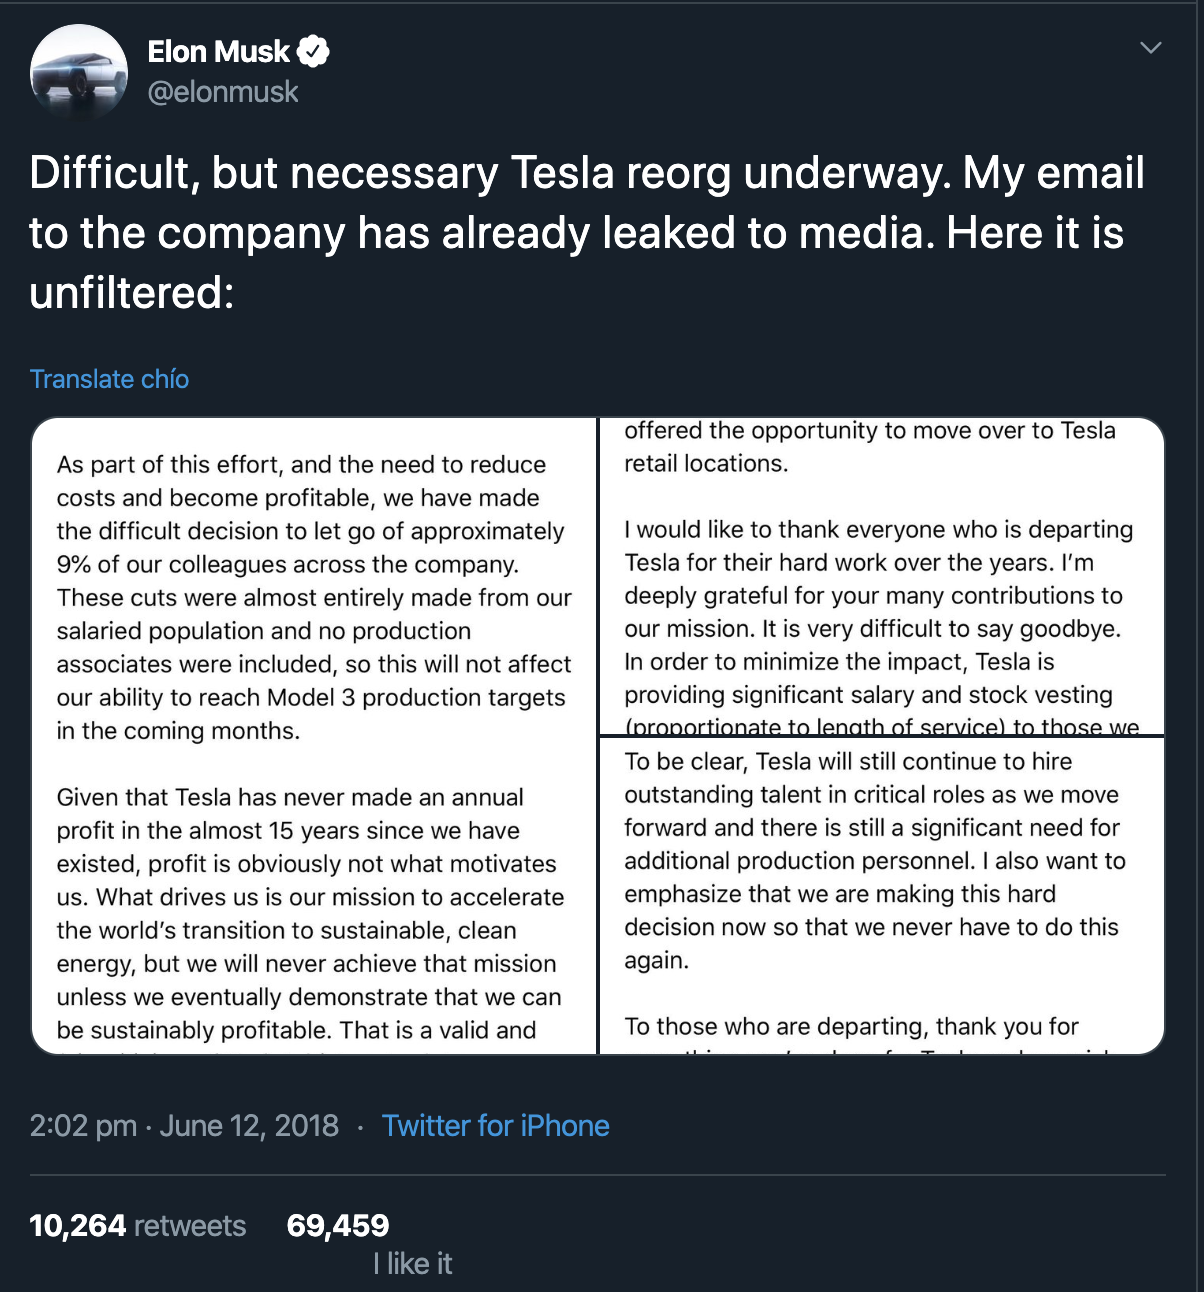 Elon Musk
@elonmusk
Difficult, but necessary Tesla reorg underway. My email
to the company has already leaked to media. Here it is
unfiltered:
Translate chío
As part of this effort, and the need to reduce
costs and become profitable, we have made
the difficult decision to let go of approximately
9% of our colleagues across the company.
These cuts were almost entirely made from our
salaried population and no production
associates were included, so this will not affect
our ability to reach Model 3 production targets
in the coming months.
Given that Tesla has never made an annual
profit in the almost 15 years since we have
existed, profit is obviously not what motivates
us. What drives us is our mission to accelerate
the world’s transition to sustainable, clean
energy, but we will never achieve that mission
unless we eventually demonstrate that we can
be sustainably profitable. That is a valid and
offered the opportunity to move over to Tesla
retail locations.
I would like to thank everyone who is departing
Tesla for their hard work over the years. I’m
deeply grateful for your many contributions to
our mission. It is very difficult to say goodbye.
In order to minimize the impact, Tesla is
providing significant salary and stock vesting
(proportionate to length of service) to those we
To be clear, Tesla will still continue to hire
outstanding talent in critical roles as we move
forward and there is still a significant need for
additional production personnel. I also want to
emphasize that we are making this hard
decision now so that we never have to do this
again.
To those who are departing, thank you for
2:02 pm · June 12, 2018 · Twitter for iPhone
10,264 retweets 69,459
I like it